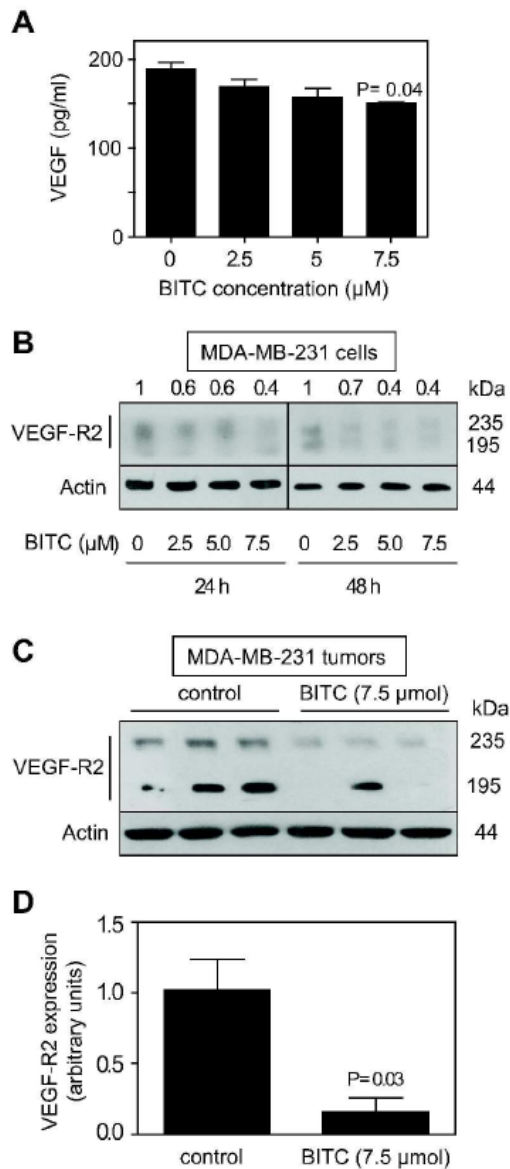 A
VEGF (pg/ml)
200
100
0
P= 0.04
0 2.5 5 7.5
BITC concentration (µM)
B
MDA-MB-231 cells
1 0.6 0.6 0.4 1 0.7 0.4 0.4 kDa
VEGF-R2
235
195
Actin
44
BITC (µM) 0 2.5 5.0 7.5 0 2.5 5.0 7.5
24 h 48 h
C
MDA-MB-231 tumors
control BITC (7.5 µmol)
kDa
VEGF-R2
235
195
Actin
44
D
VEGF-R2 expression
(arbitrary units)
1.5
1.0
0.5
0.0
P= 0.03
control BITC (7.5 µmol)